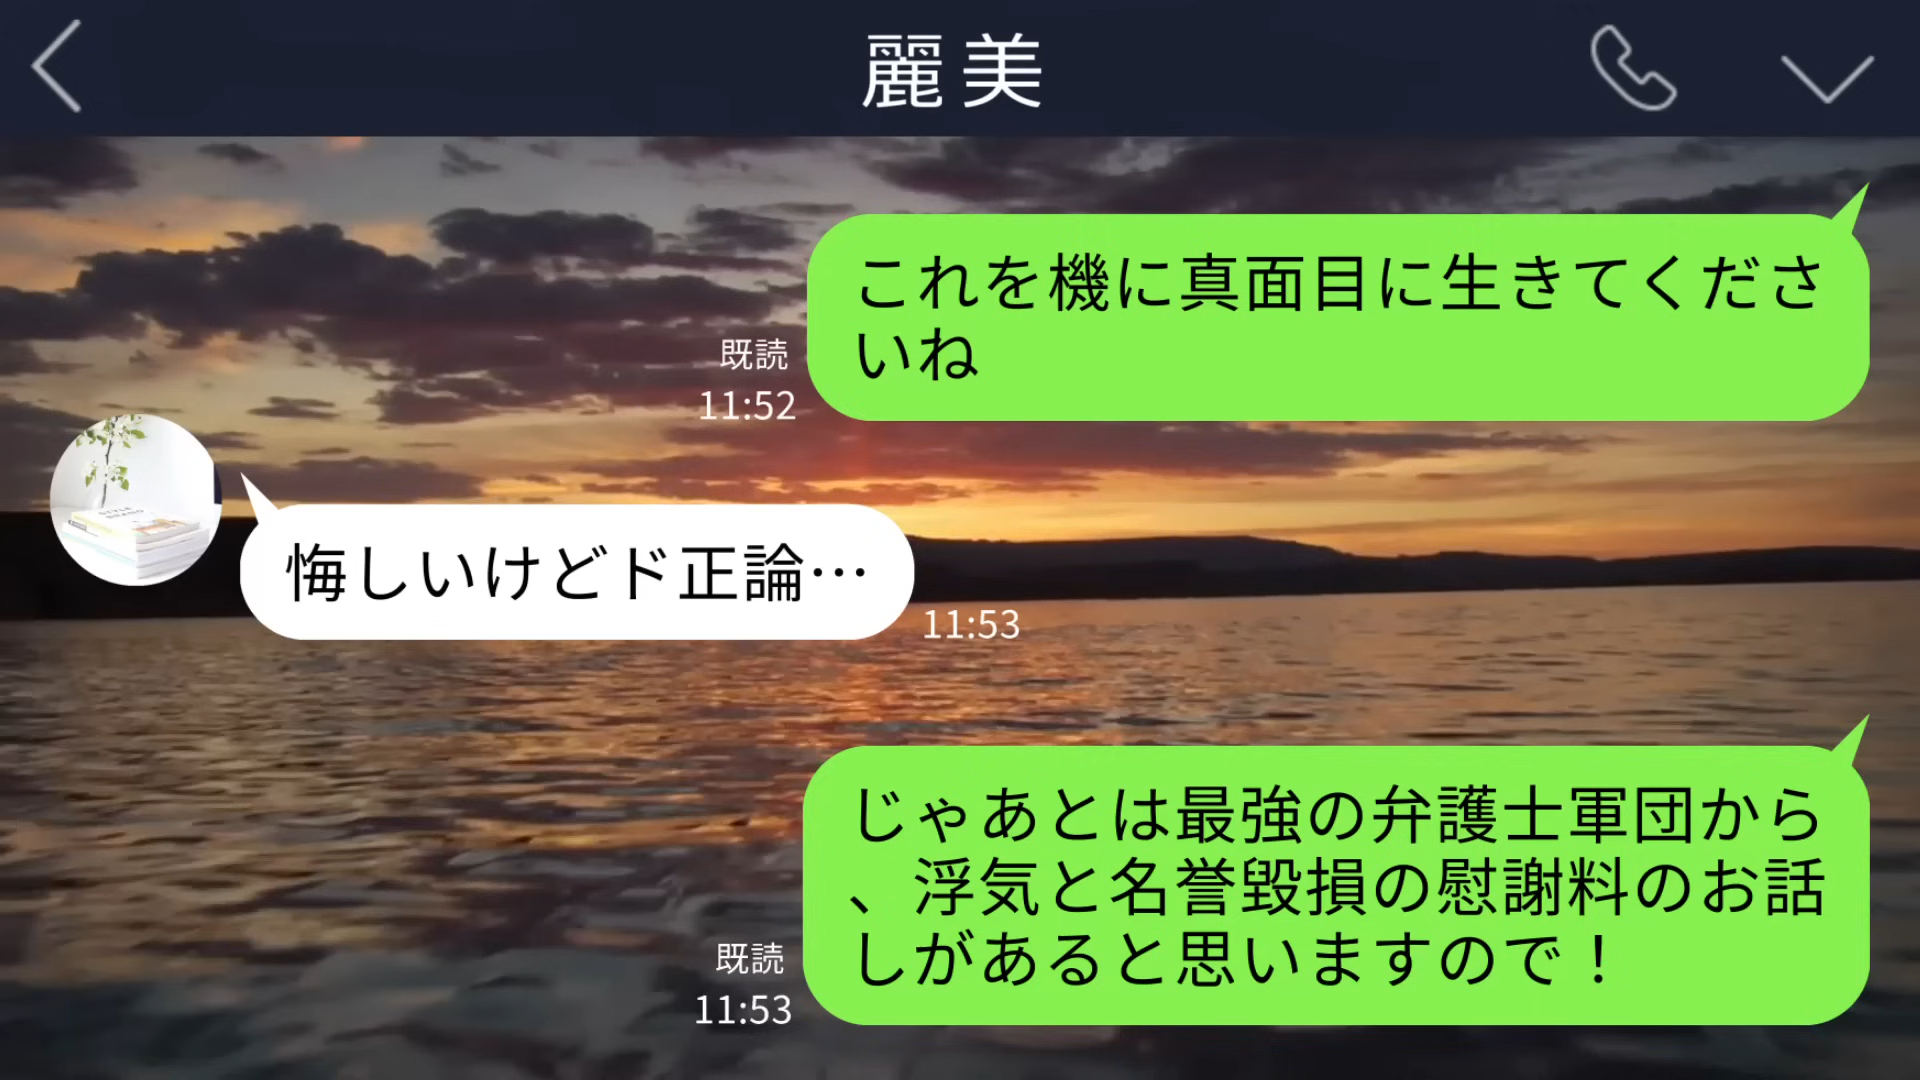 麗美
これを機に真面目に生きてくださ
いね
既読
11:52
悔しいけどド正論…
11:53
じゃあとは最強の弁護士軍団から
、浮気と名誉毀損の慰謝料のお話
しがあると思いますので！
既読
11:53